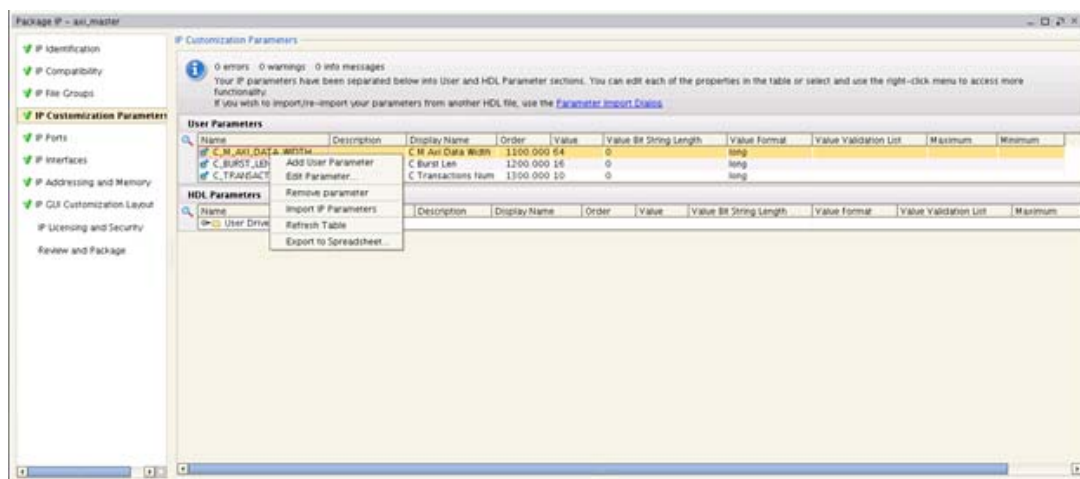 Package IP - axi_master
IP Identification
IP Compatibility
IP File Groups
IP Customization Parameters
IP Ports
IP Interfaces
IP Addressing and Memory
IP GUI Customization Layout
IP Licensing and Security
Review and Package
IP Customization Parameters
0 errors 0 warnings 0 info messages
Your IP parameters have been separated below into User and HDL Parameter sections. You can edit each of the properties in the table or select and use the right-click menu to access more
functionality.
If you wish to import/re-import your parameters from another HDL file, use the Parameter Import Dialog
User Parameters
Name Description Display Name Order Value Value Bit String Length Value Format Value Validation List Maximum Minimum
C_M_AXI_DATA_WIDTH C M Axi Data Width 1100.000 64 0 long
C_BURST_LEN C Burst Len 1200.000 16 0 long
C_TRANSACT C Transactions Num 1300.000 10 0 long
Add User Parameter
Edit Parameter...
Remove parameter
Import IP Parameters
Refresh Table
Export to Spreadsheet...
HDL Parameters
Name Description Display Name Order Value Value Bit String Length Value Format Value Validation List Maximum
User Drive